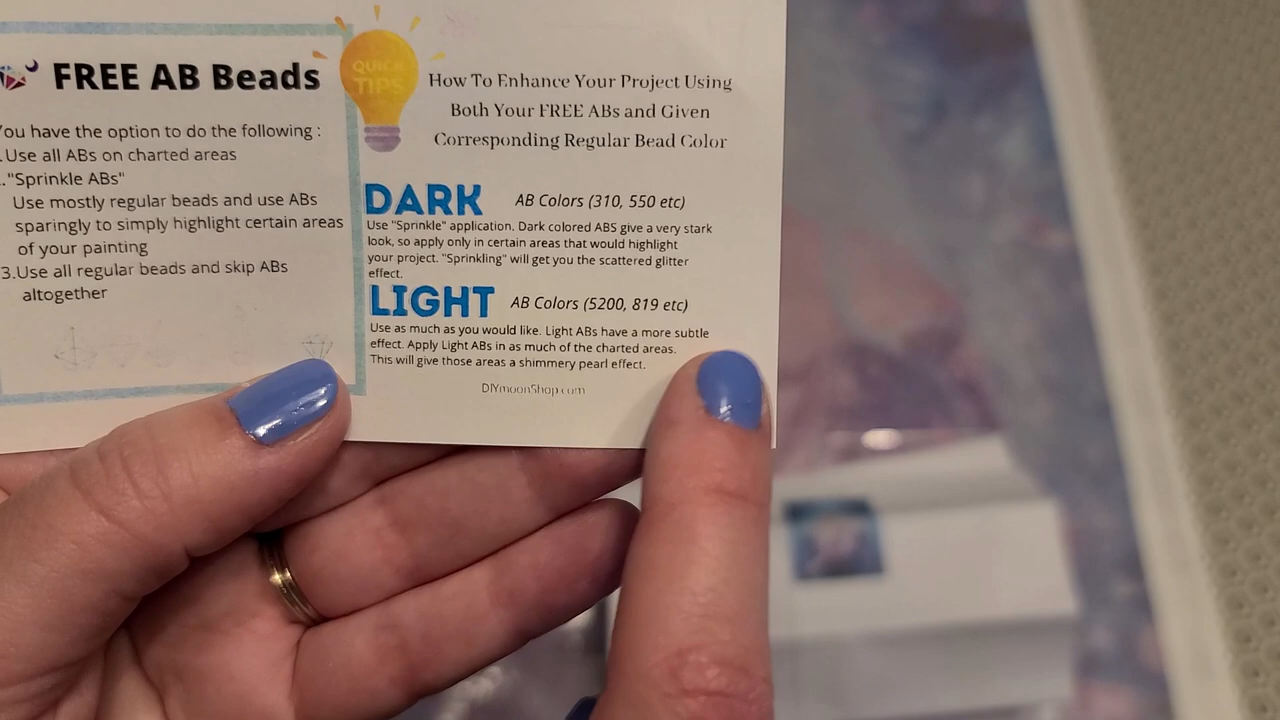 FREE AB Beads
You have the option to do the following :
.Use all ABs on charted areas
."Sprinkle ABs"
Use mostly regular beads and use ABs
sparingly to simply highlight certain areas
of your painting
3.Use all regular beads and skip ABs
altogether
QUICK
TIPS
How To Enhance Your Project Using
Both Your FREE ABs and Given
Corresponding Regular Bead Color
DARK AB Colors (310, 550 etc)
Use "Sprinkle" application. Dark colored ABS give a very stark
look, so apply only in certain areas that would highlight
your project. "Sprinkling" will get you the scattered glitter
effect.
LIGHT AB Colors (5200, 819 etc)
Use as much as you would like. Light ABs have a more subtle
effect. Apply Light ABs in as much of the charted areas.
This will give those areas a shimmery pearl effect.
DIYmoonShop.com